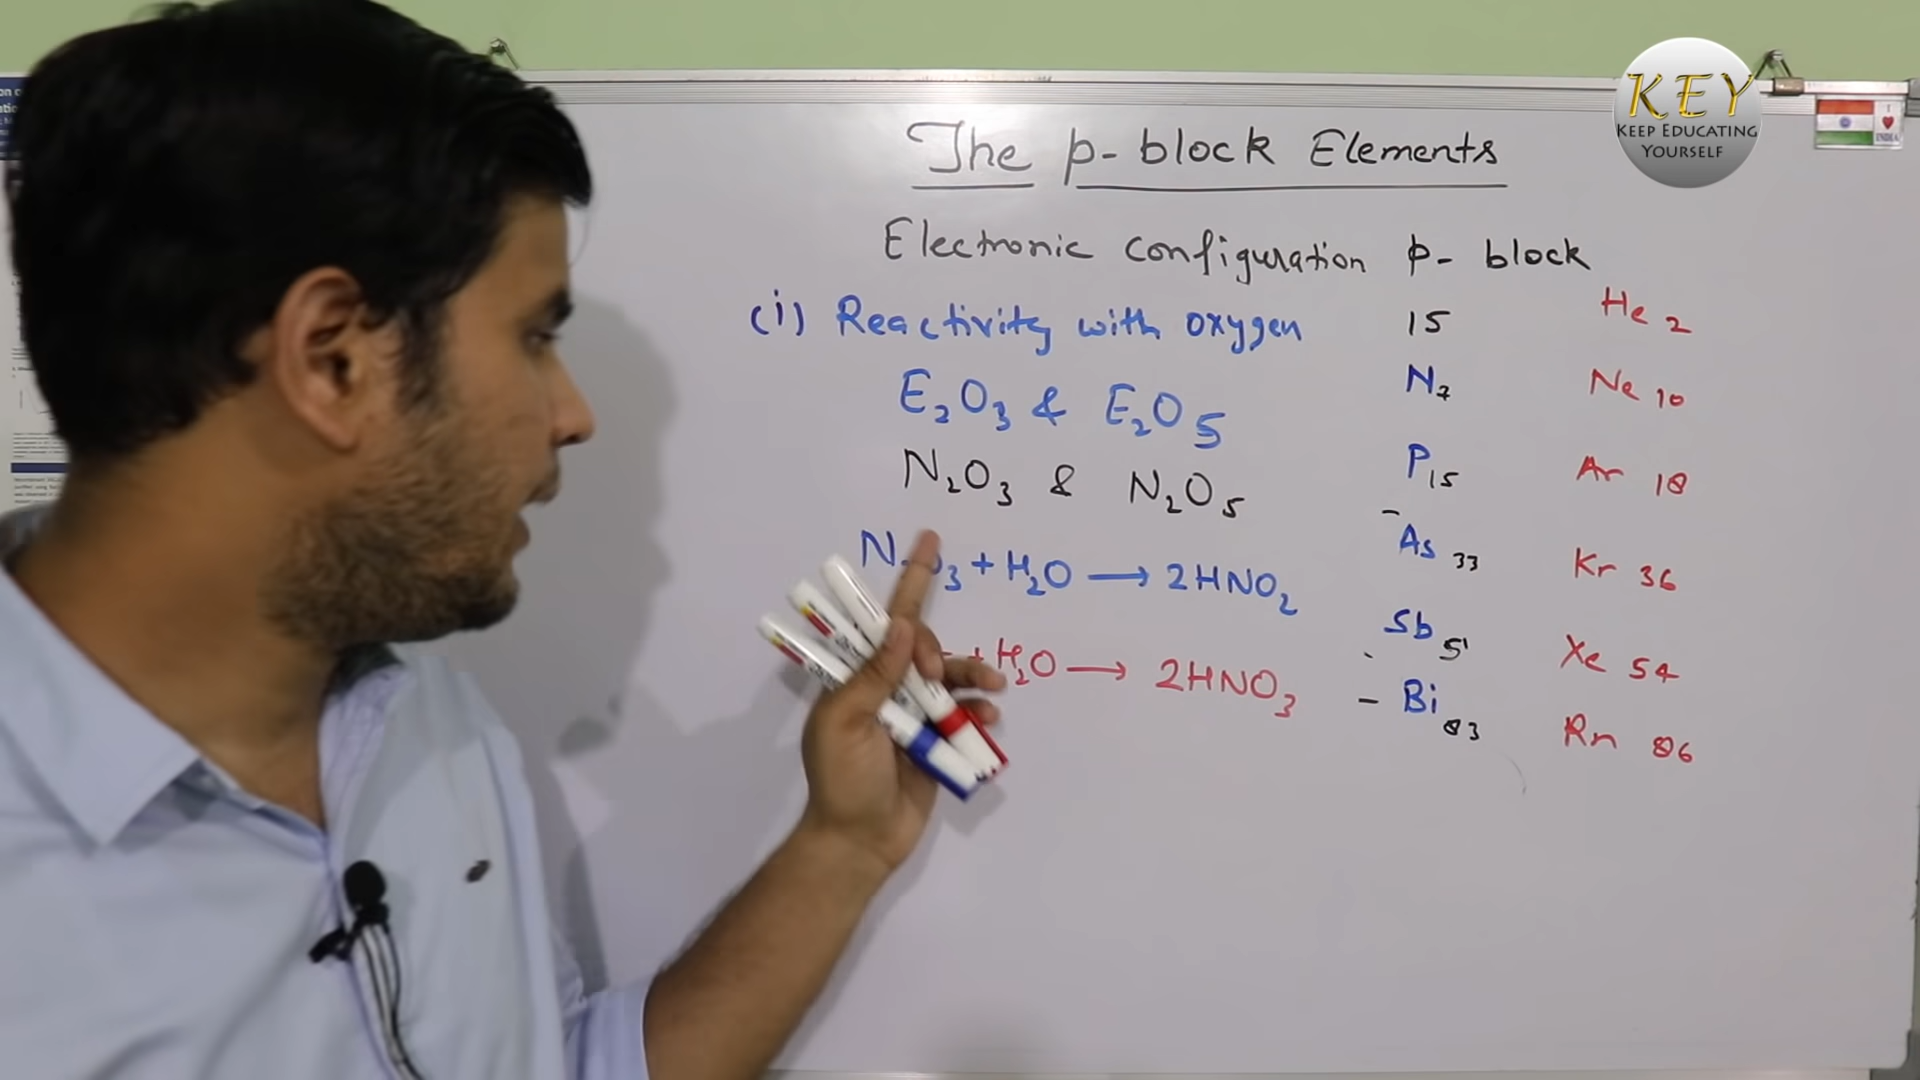 KEY
KEEP EDUCATING
YOURSELF
I
INDIA
The p-block Elements
Electronic configuration p-block
(i) Reactivity with oxygen
E₂O₃ & E₂O₅
N₂O₃ & N₂O₅
O₃ + H₂O → 2HNO₂
+ H₂O → 2HNO₃
15
N₇
P₁₅
As ₃₃
Sb ₅₁
Bi ₈₃
He ₂
Ne ₁₀
Ar 18
Kr 36
Xe 54
Rn 86